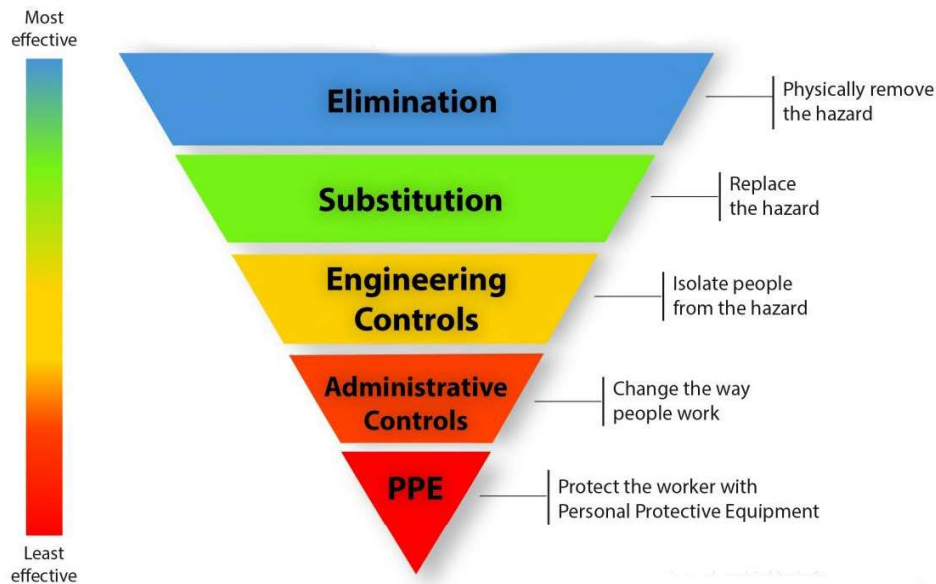 Most
effective
Elimination
Physically remove
the hazard
Substitution
Replace
the hazard
Engineering
Controls
Isolate people
from the hazard
Administrative
Controls
Change the way
people work
PPE
Protect the worker with
Personal Protective Equipment
Least
effective